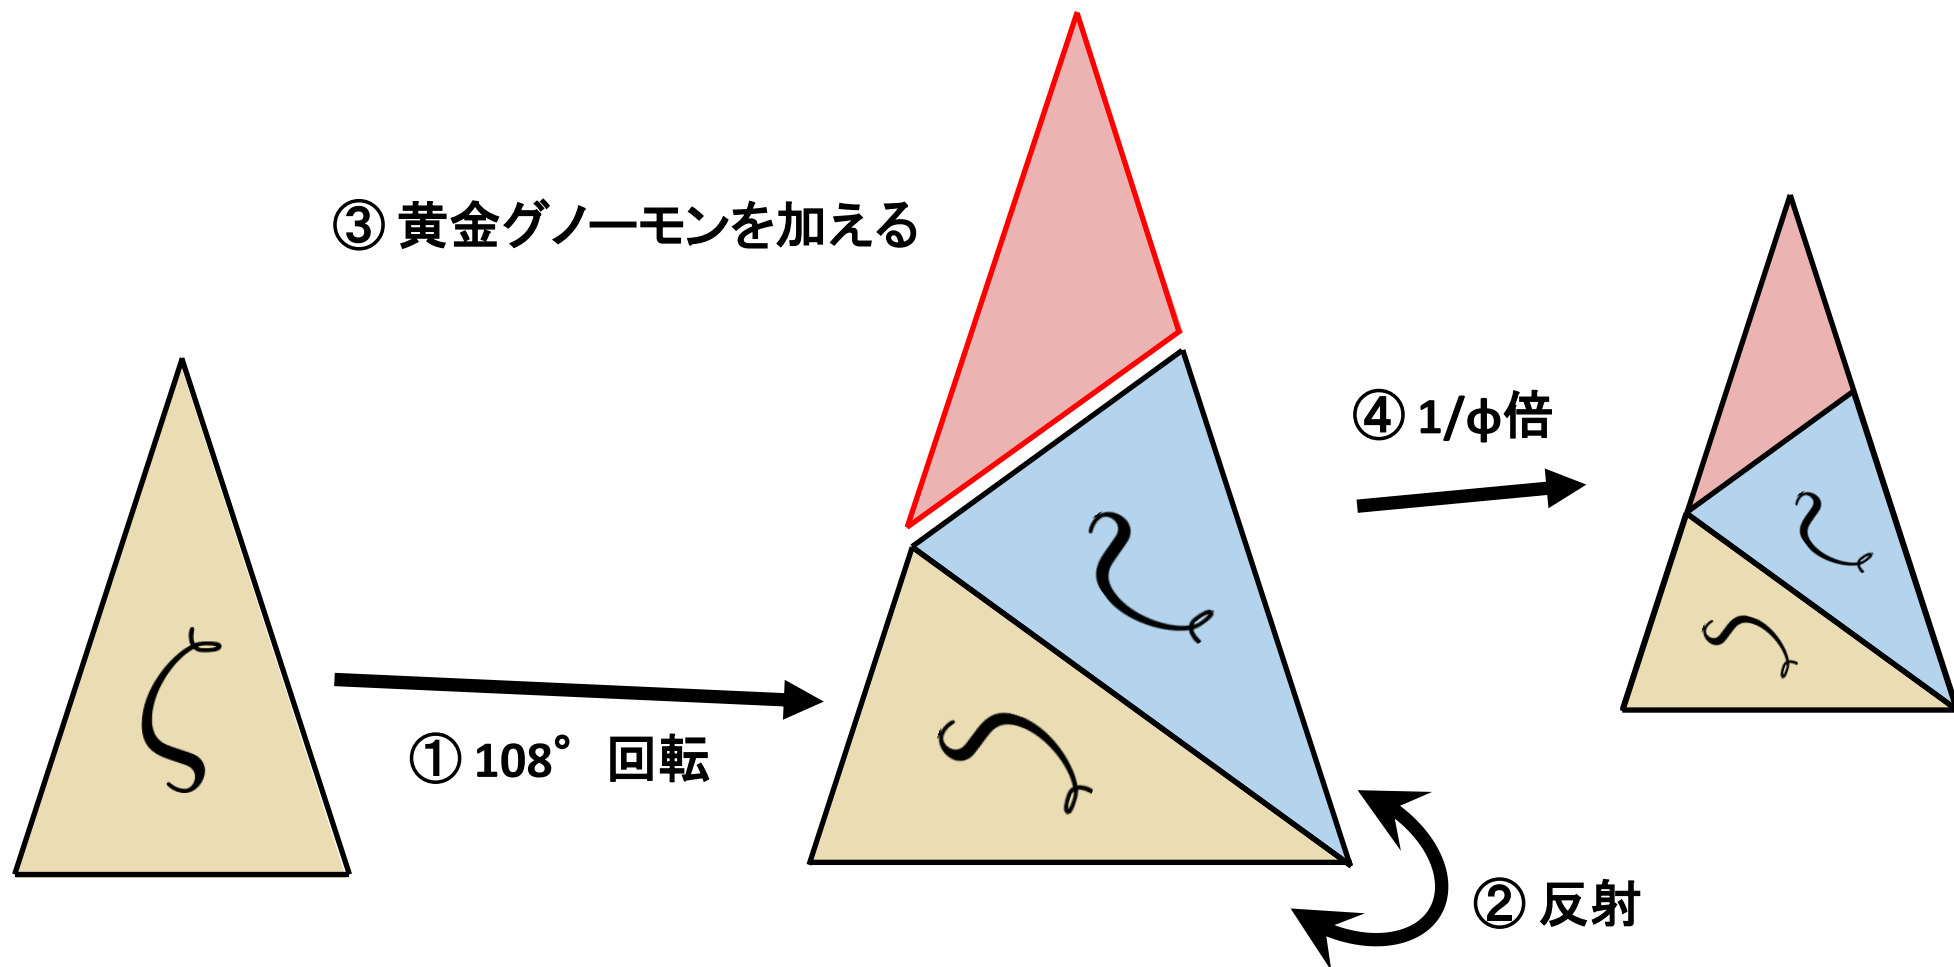 ③ 黄金グノーモンを加える
④ 1/φ倍
ζ
① 108° 回転
② 反射